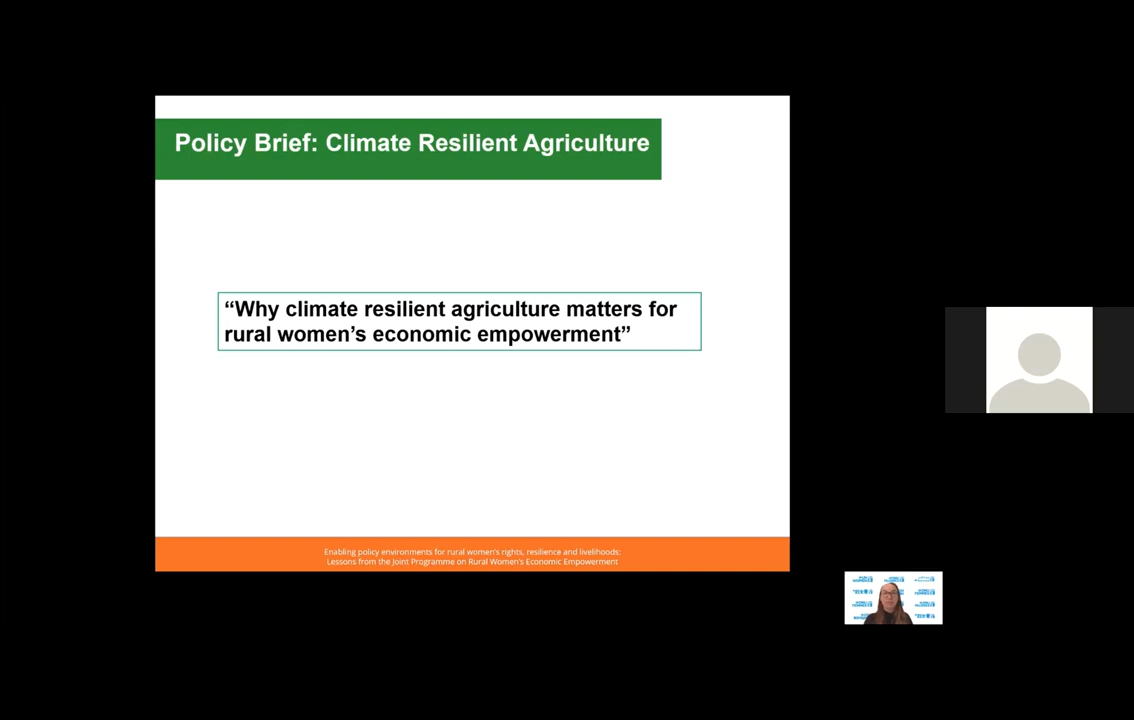 Policy Brief: Climate Resilient Agriculture
“Why climate resilient agriculture matters for
rural women’s economic empowerment”
Enabling policy environments for rural women’s rights, resilience and livelihoods:
Lessons from the Joint Programme on Rural Women’s Economic Empowerment